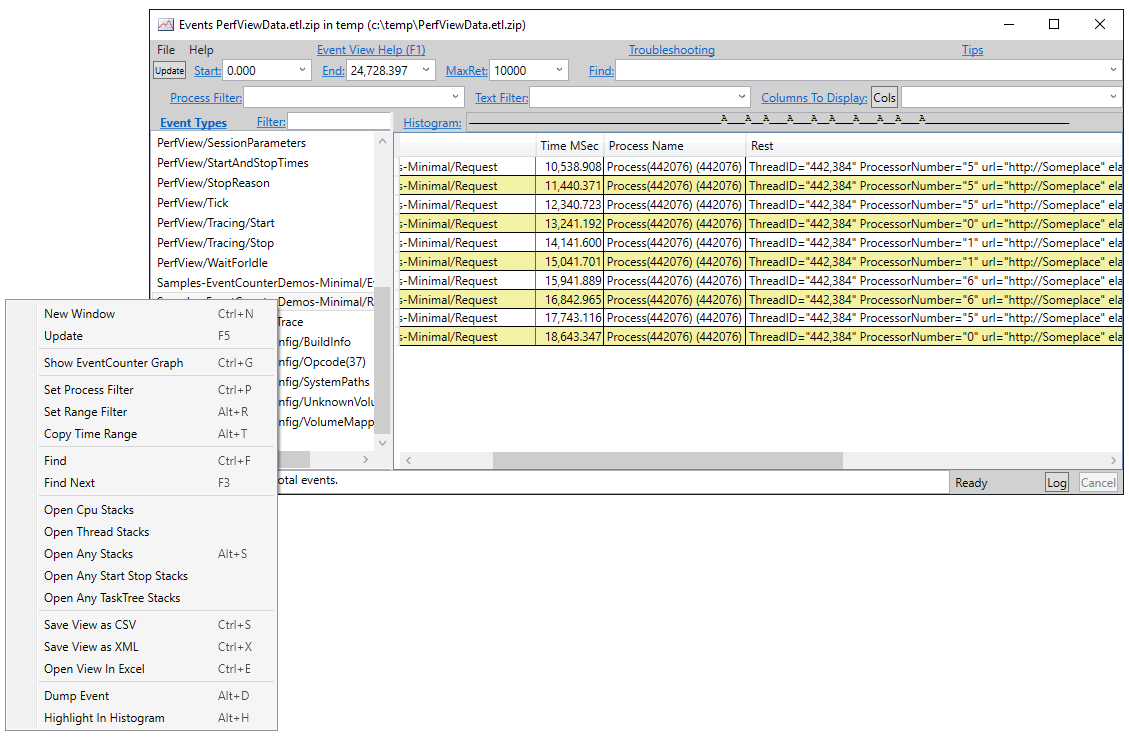 Events PerfViewData.etl.zip in temp (c:\temp\PerfViewData.etl.zip)
File Help Event View Help (F1) Troubleshooting Tips
Update Start: 0.000 End: 24,728.397 MaxRet: 10000 Find:
Process Filter: Text Filter: Columns To Display: Cols
Event Types Filter: Histogram: A A A A A A A A A A
Time MSec Process Name Rest
PerfView/SessionParameters
PerfView/StartAndStopTimes
PerfView/StopReason
PerfView/Tick
PerfView/Tracing/Start
PerfView/Tracing/Stop
PerfView/WaitForIdle
Samples-EventCounterDemos-Minimal/E
Samples-EventCounterDemos-Minimal/R
Trace
nfig/BuildInfo
nfig/Opcode(37)
nfig/SystemPaths
nfig/UnknownVolu
nfig/VolumeMapp
s-Minimal/Request 10,538.908 Process(442076) (442076) ThreadID="442,384" ProcessorNumber="5" url="http://Someplace" ela
s-Minimal/Request 11,440.371 Process(442076) (442076) ThreadID="442,384" ProcessorNumber="5" url="http://Someplace" ela
s-Minimal/Request 12,340.723 Process(442076) (442076) ThreadID="442,384" ProcessorNumber="5" url="http://Someplace" ela
s-Minimal/Request 13,241.192 Process(442076) (442076) ThreadID="442,384" ProcessorNumber="0" url="http://Someplace" ela
s-Minimal/Request 14,141.600 Process(442076) (442076) ThreadID="442,384" ProcessorNumber="1" url="http://Someplace" ela
s-Minimal/Request 15,041.701 Process(442076) (442076) ThreadID="442,384" ProcessorNumber="1" url="http://Someplace" ela
s-Minimal/Request 15,941.889 Process(442076) (442076) ThreadID="442,384" ProcessorNumber="6" url="http://Someplace" ela
s-Minimal/Request 16,842.965 Process(442076) (442076) ThreadID="442,384" ProcessorNumber="6" url="http://Someplace" ela
s-Minimal/Request 17,743.116 Process(442076) (442076) ThreadID="442,384" ProcessorNumber="5" url="http://Someplace" ela
s-Minimal/Request 18,643.347 Process(442076) (442076) ThreadID="442,384" ProcessorNumber="0" url="http://Someplace" ela
otal events. Ready Log Cancel
New Window Ctrl+N
Update F5
Show EventCounter Graph Ctrl+G
Set Process Filter Ctrl+P
Set Range Filter Alt+R
Copy Time Range Alt+T
Find Ctrl+F
Find Next F3
Open Cpu Stacks
Open Thread Stacks
Open Any Stacks Alt+S
Open Any Start Stop Stacks
Open Any TaskTree Stacks
Save View as CSV Ctrl+S
Save View as XML Ctrl+X
Open View In Excel Ctrl+E
Dump Event Alt+D
Highlight In Histogram Alt+H